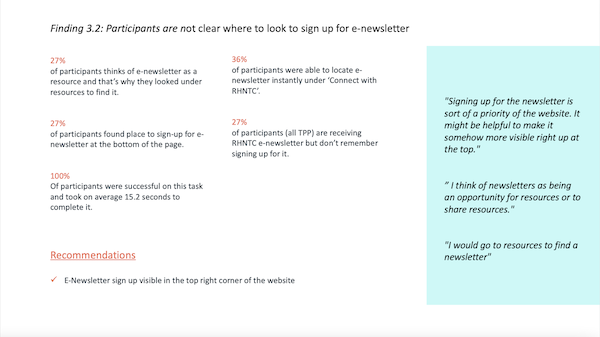 Finding 3.2: Participants are not clear where to look to sign up for e-newsletter
27%
of participants thinks of e-newsletter as a
resource and that's why they looked under
resources to find it.
36%
of participants were able to locate e-
newsletter instantly under 'Connect with
RHNTC'.
27%
of participants found place to sign-up for e-
newsletter at the bottom of the page.
27%
of participants (all TPP) are receiving
RHNTC e-newsletter but don't remember
signing up for it.
100%
Of participants were successful on this task
and took on average 15.2 seconds to
complete it.
Recommendations
✓ E-Newsletter sign up visible in the top right corner of the website
"Signing up for the newsletter is
sort of a priority of the website. It
might be helpful to make it
somehow more visible right up at
the top."
" I think of newsletters as being
an opportunity for resources or to
share resources."
"I would go to resources to find a
newsletter"